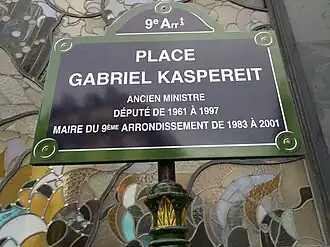 9e Arrt
PLACE
GABRIEL KASPEREIT
ANCIEN MINISTRE
DÉPUTÉ DE 1961 À 1997
MAIRE DU 9ÈME ARRONDISSEMENT DE 1983 À 2001